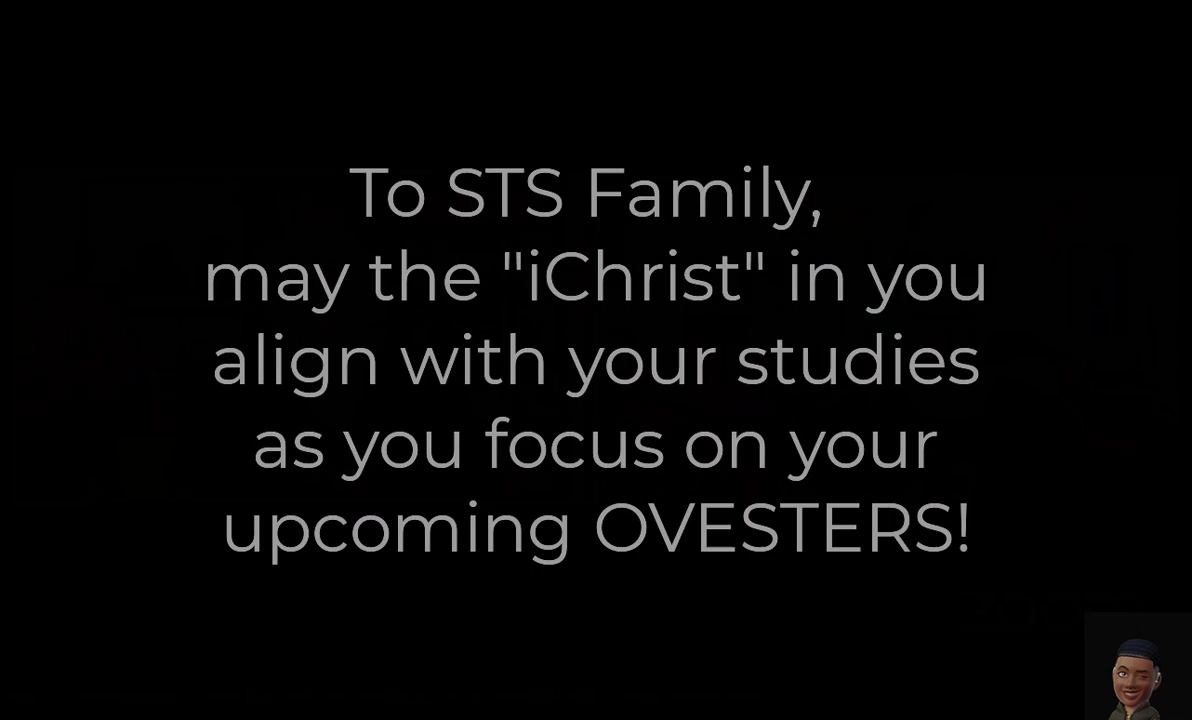 To STS Family,
may the "iChrist" in you
align with your studies
as you focus on your
upcoming OVESTERS!